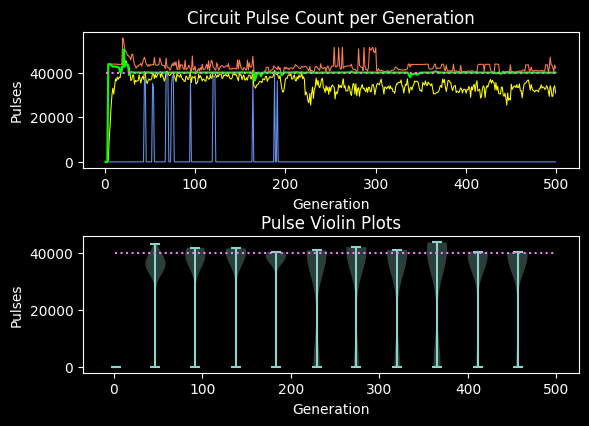 Circuit Pulse Count per Generation
Pulses
40000
20000
0
0 100 200 300 400 500
Generation
Pulse Violin Plots
Pulses
40000
20000
0
0 100 200 300 400 500
Generation